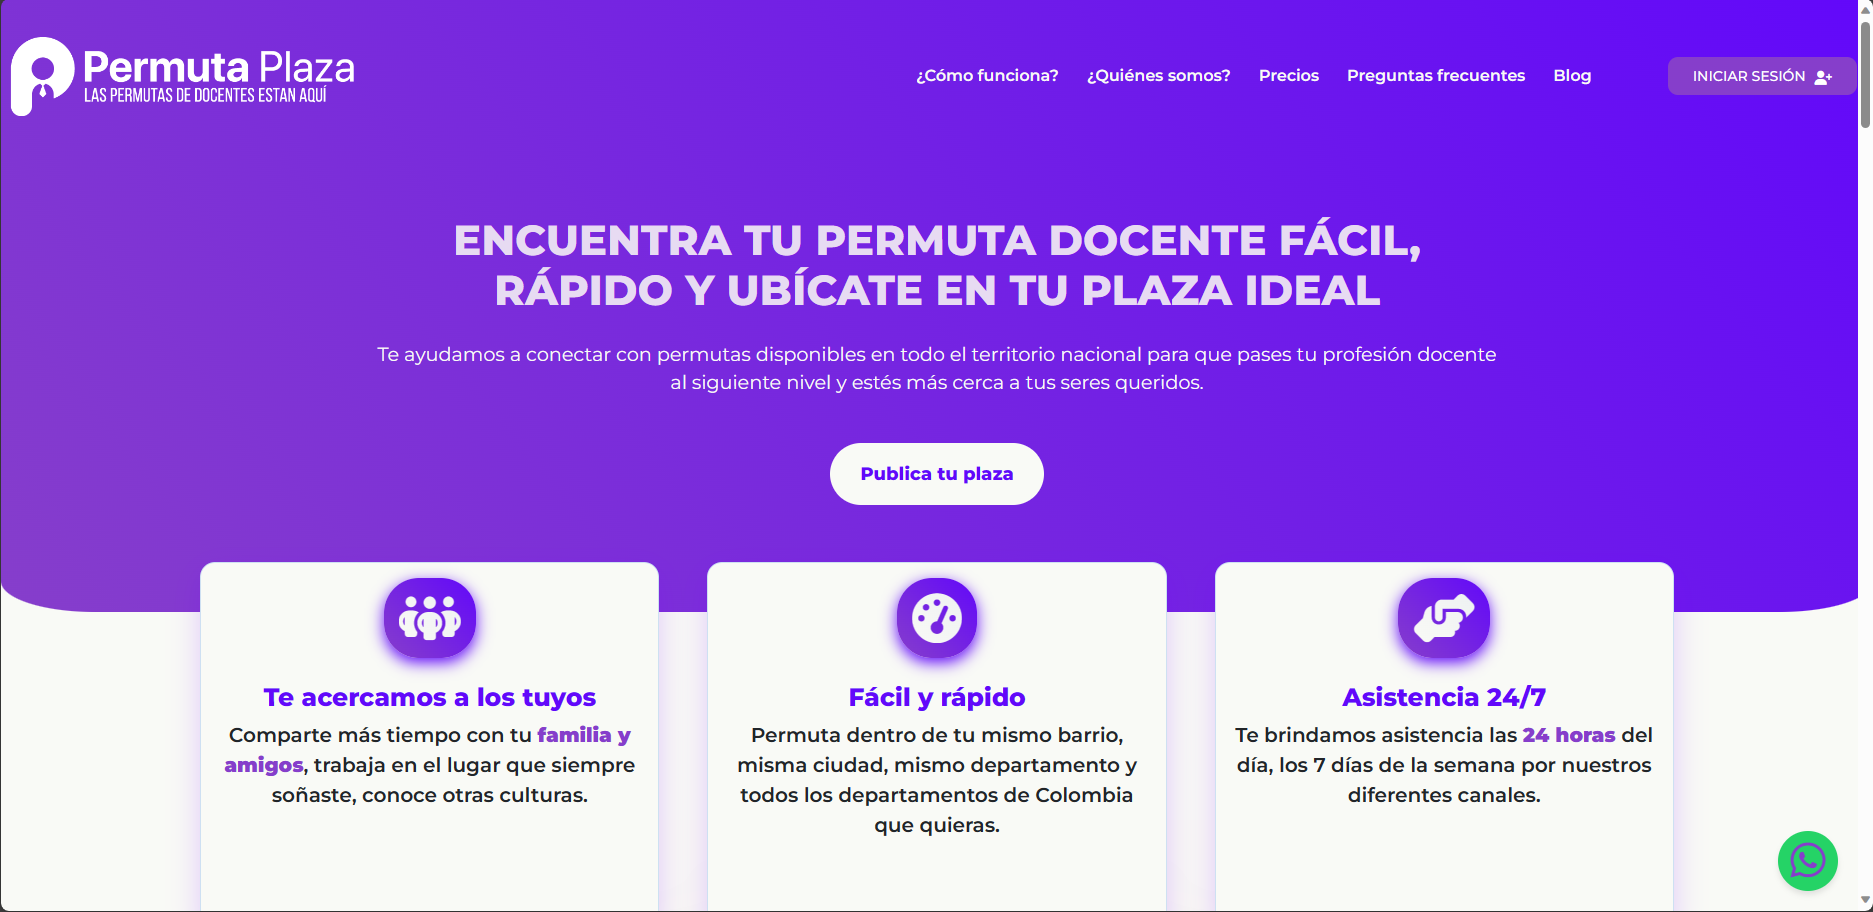 Permuta Plaza
LAS PERMUTAS DE DOCENTES ESTAN AQUÍ
¿Cómo funciona? ¿Quiénes somos? Precios Preguntas frecuentes Blog
INICIAR SESIÓN
ENCUENTRA TU PERMUTA DOCENTE FÁCIL,
RÁPIDO Y UBÍCATE EN TU PLAZA IDEAL
Te ayudamos a conectar con permutas disponibles en todo el territorio nacional para que pases tu profesión docente
al siguiente nivel y estés más cerca a tus seres queridos.
Publica tu plaza
Te acercamos a los tuyos
Comparte más tiempo con tu familia y
amigos, trabaja en el lugar que siempre
soñaste, conoce otras culturas.
Fácil y rápido
Permuta dentro de tu mismo barrio,
misma ciudad, mismo departamento y
todos los departamentos de Colombia
que quieras.
Asistencia 24/7
Te brindamos asistencia las 24 horas del
día, los 7 días de la semana por nuestros
diferentes canales.